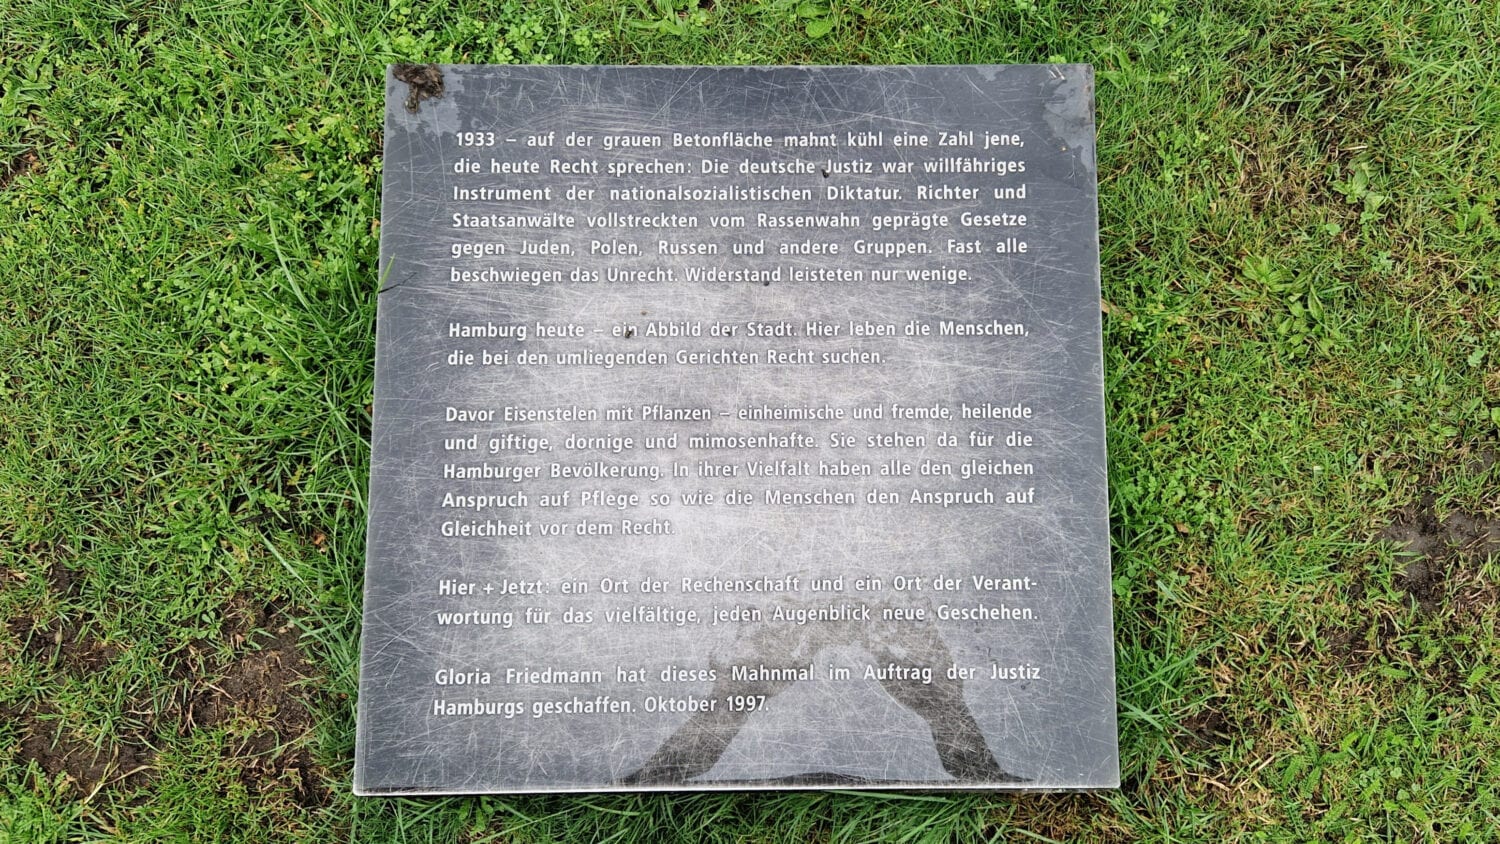 1933 – auf der grauen Betonfläche mahnt kühl eine Zahl jene,
die heute Recht sprechen: Die deutsche Justiz war willfähriges
Instrument der nationalsozialistischen Diktatur. Richter und
Staatsanwälte vollstreckten vom Rassenwahn geprägte Gesetze
gegen Juden, Polen, Russen und andere Gruppen. Fast alle
beschwiegen das Unrecht. Widerstand leisteten nur wenige.
Hamburg heute – ein Abbild der Stadt. Hier leben die Menschen,
die bei den umliegenden Gerichten Recht suchen.
Davor Eisenstelen mit Pflanzen – einheimische und fremde, heilende
und giftige, dornige und mimosenhafte. Sie stehen da für die
Hamburger Bevölkerung. In ihrer Vielfalt haben alle den gleichen
Anspruch auf Pflege so wie die Menschen den Anspruch auf
Gleichheit vor dem Recht.
Hier + Jetzt: ein Ort der Rechenschaft und ein Ort der Verant-
wortung für das vielfältige, jeden Augenblick neue Geschehen.
Gloria Friedmann hat dieses Mahnmal im Auftrag der Justiz
Hamburgs geschaffen. Oktober 1997.